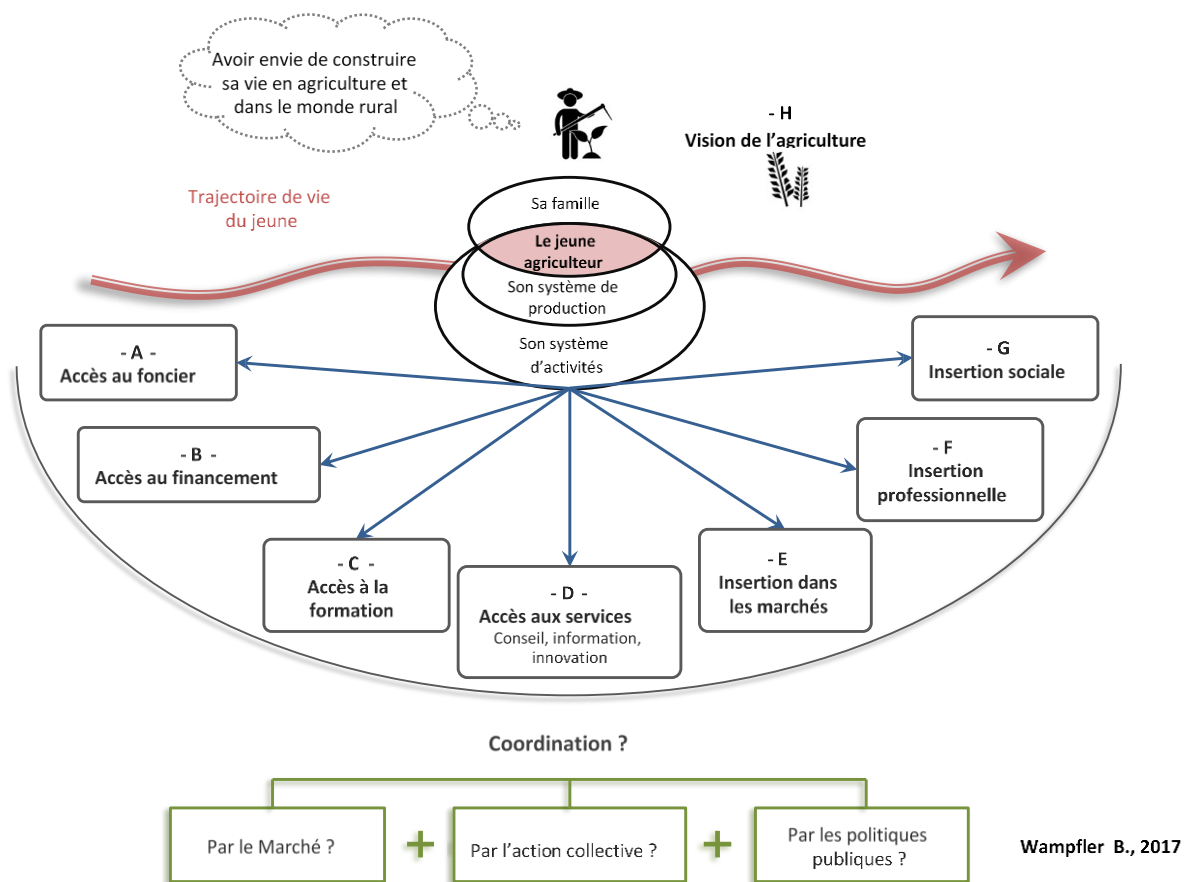 Avoir envie de construire
sa vie en agriculture et
dans le monde rural
- H
Vision de l'agriculture
Trajectoire de vie
du jeune
Sa famille
Le jeune
agriculteur
Son système de
production
Son système
d'activités
- A -
Accès au foncier
- G
Insertion sociale
- B -
Accès au financement
- F
Insertion
professionnelle
- C -
Accès à la
formation
- D -
Accès aux services
Conseil, information,
innovation
- E
Insertion dans
les marchés
Coordination ?
Par le Marché ?
+
Par l'action collective ?
+
Par les politiques
publiques ?
Wampfler B., 2017